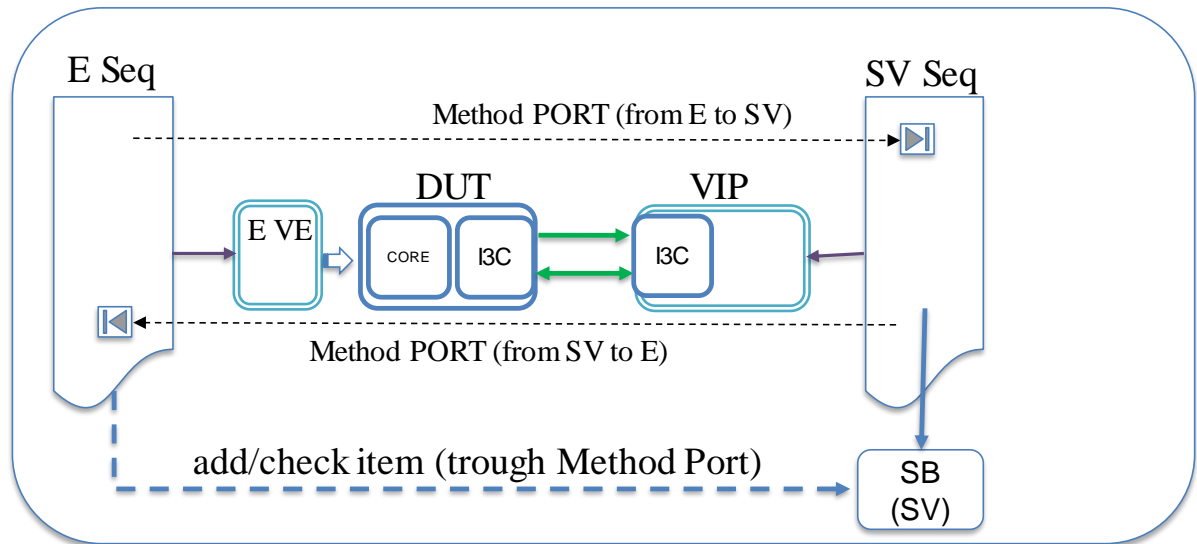 E Seq
SV Seq
Method PORT (from E to SV)
DUT
VIP
E VE
CORE
I3C
I3C
Method PORT (from SV to E)
add/check item (trough Method Port)
SB
(SV)